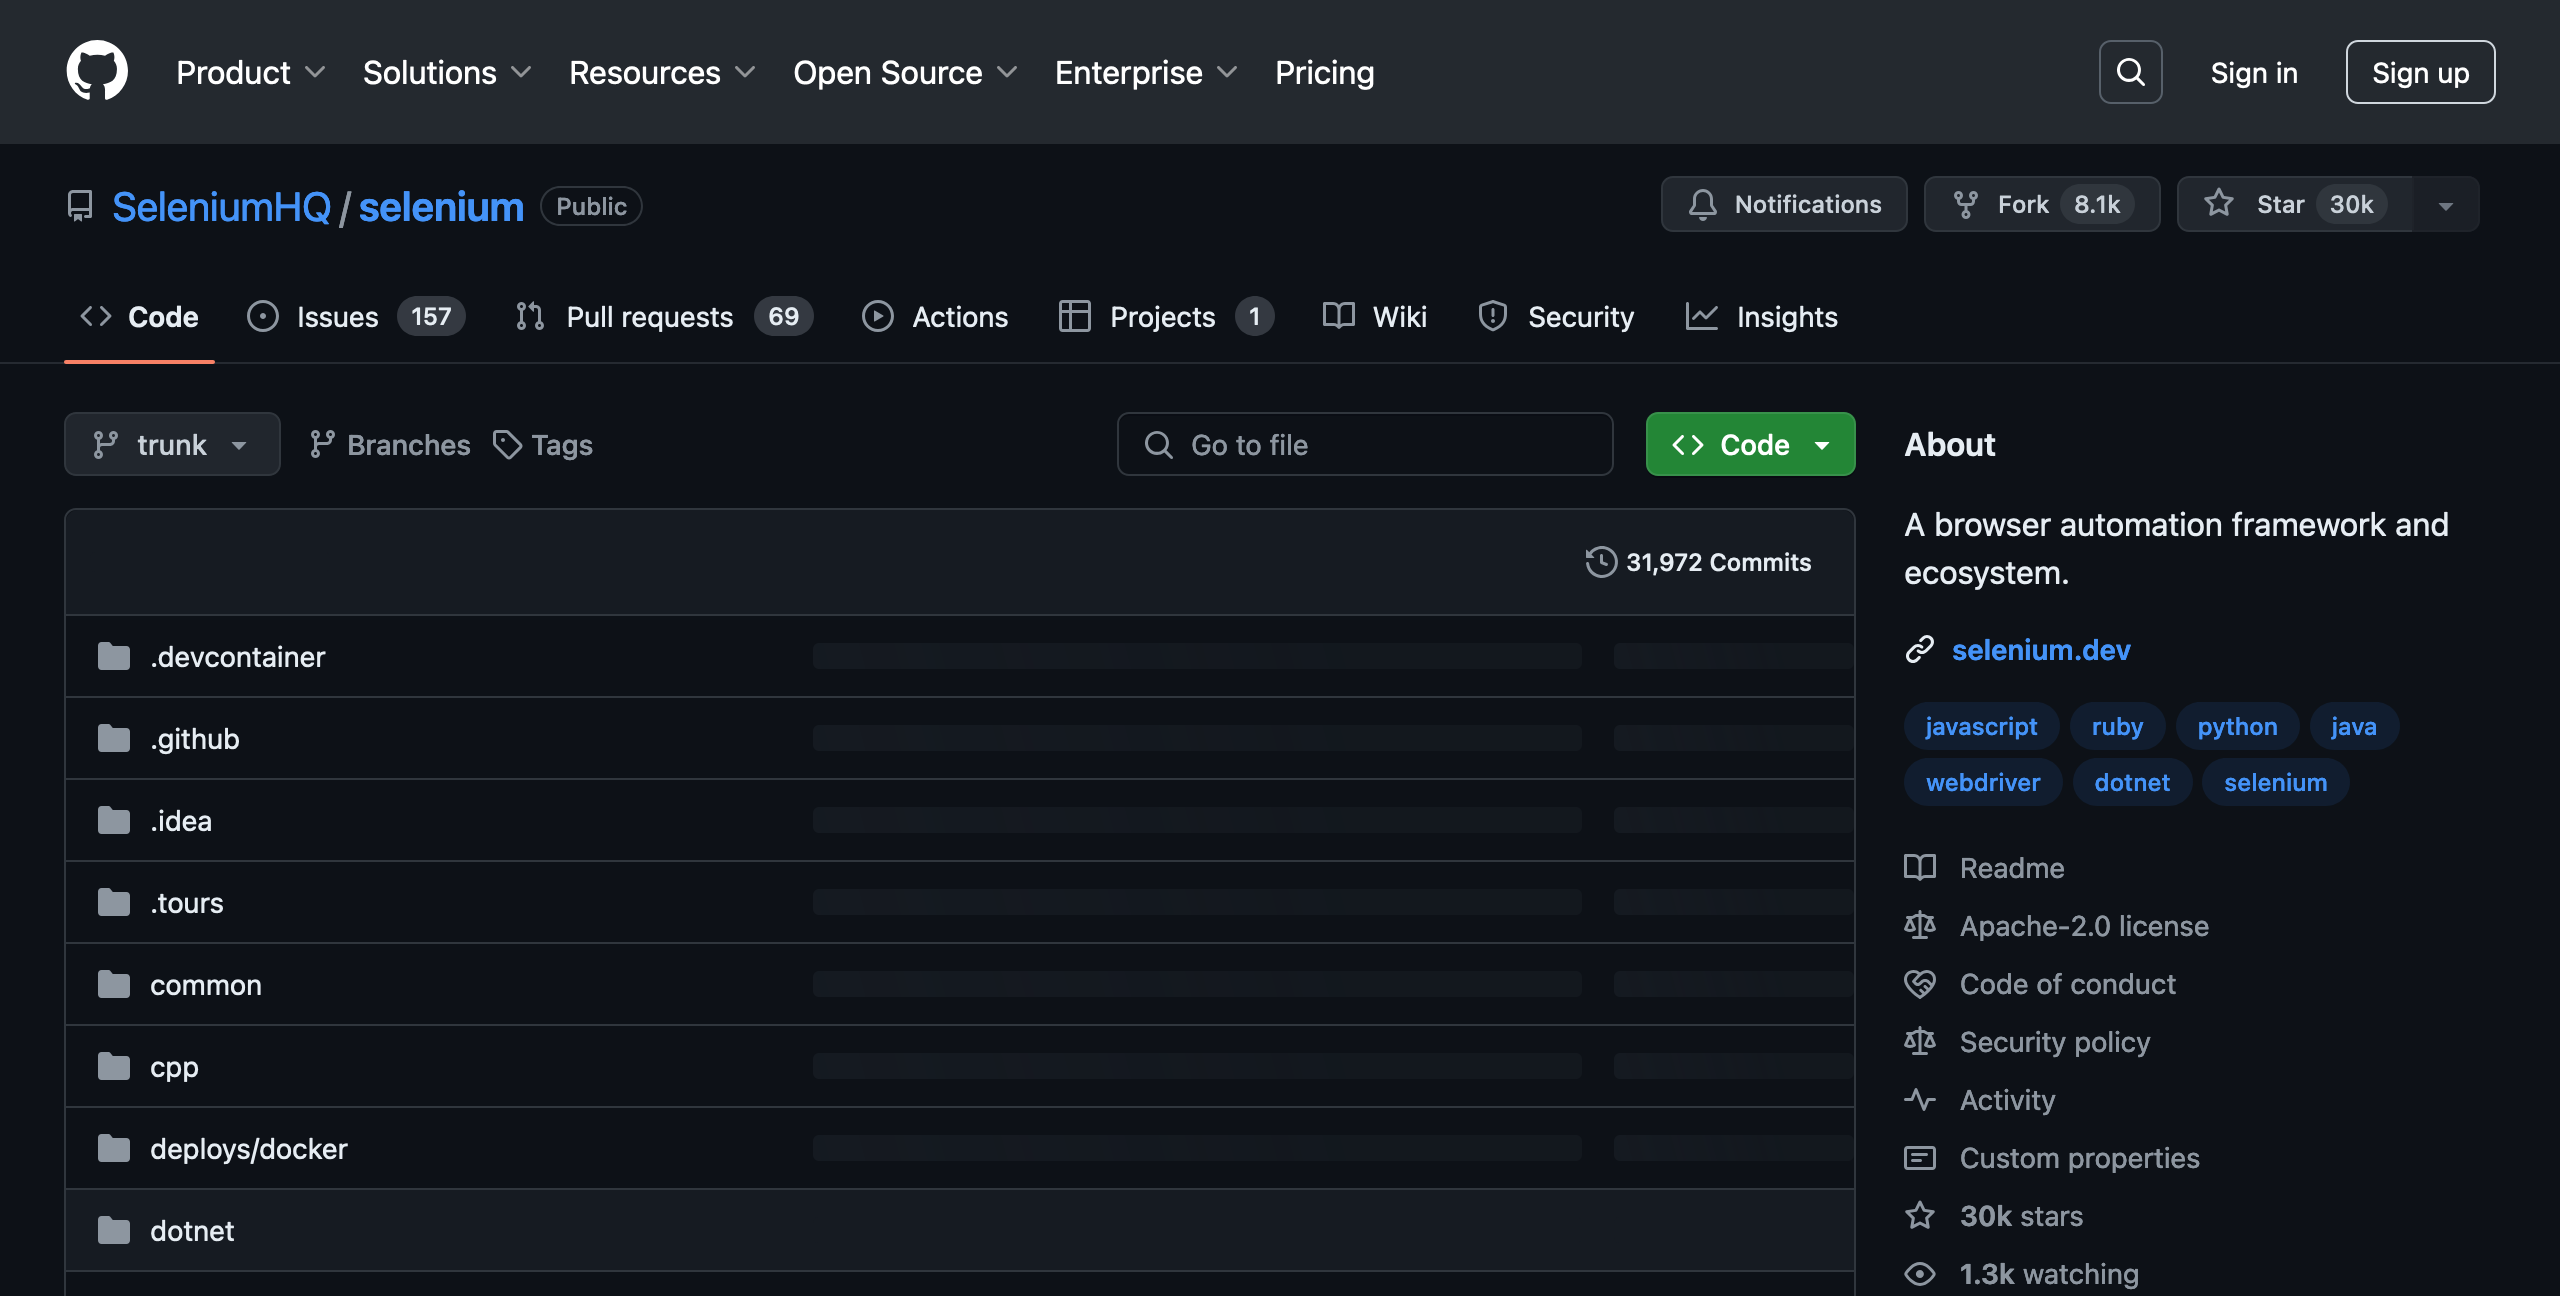 Product Solutions Resources Open Source Enterprise Pricing Sign in Sign up
SeleniumHQ/selenium Public Notifications Fork 8.1k Star 30k
Code Issues 157 Pull requests 69 Actions Projects 1 Wiki Security Insights
trunk Branches Tags Go to file Code
31,972 Commits
.devcontainer
.github
.idea
.tours
common
cpp
deploys/docker
dotnet
About
A browser automation framework and
ecosystem.
selenium.dev
javascript ruby python java
webdriver dotnet selenium
Readme
Apache-2.0 license
Code of conduct
Security policy
Activity
Custom properties
30k stars
1.3k watching